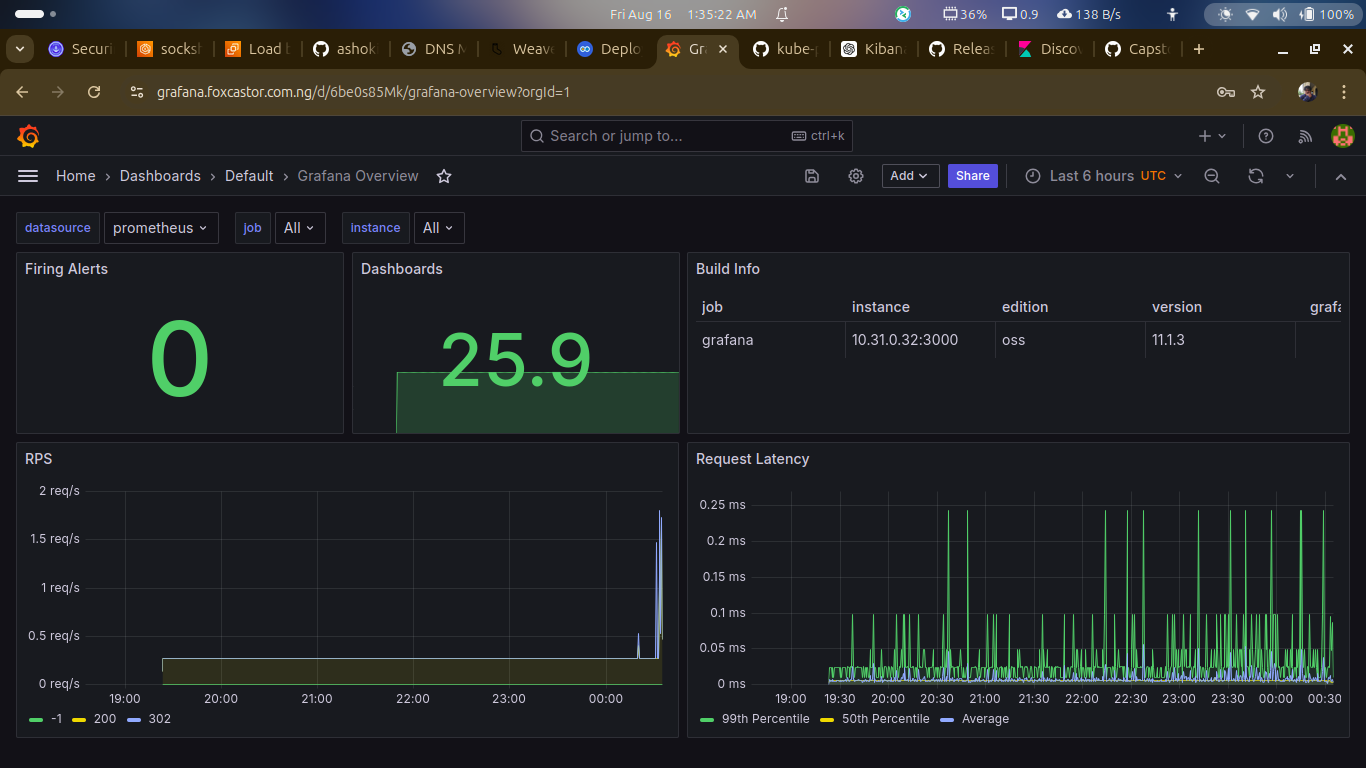 Fri Aug 16 1:35:22 AM 36% 0.9 138 B/s 100%
Securi socksh Load b ashok DNS M Weave Deplo Gr kube- Kiban Relea Disco Capst
grafana.foxcastor.com.ng/d/6be0s85Mk/grafana-overview?orgId=1
Search or jump to... ctrl+k
Home › Dashboards › Default › Grafana Overview Add Share Last 6 hours UTC
datasource prometheus job All instance All
Firing Alerts
0
Dashboards
25.9
Build Info
job instance edition version grafa
grafana 10.31.0.32:3000 oss 11.1.3
RPS
2 req/s
1.5 req/s
1 req/s
0.5 req/s
0 req/s
19:00 20:00 21:00 22:00 23:00 00:00
-1 200 302
Request Latency
0.25 ms
0.2 ms
0.15 ms
0.1 ms
0.05 ms
0 ms
19:00 19:30 20:00 20:30 21:00 21:30 22:00 22:30 23:00 23:30 00:00 00:30
99th Percentile 50th Percentile Average